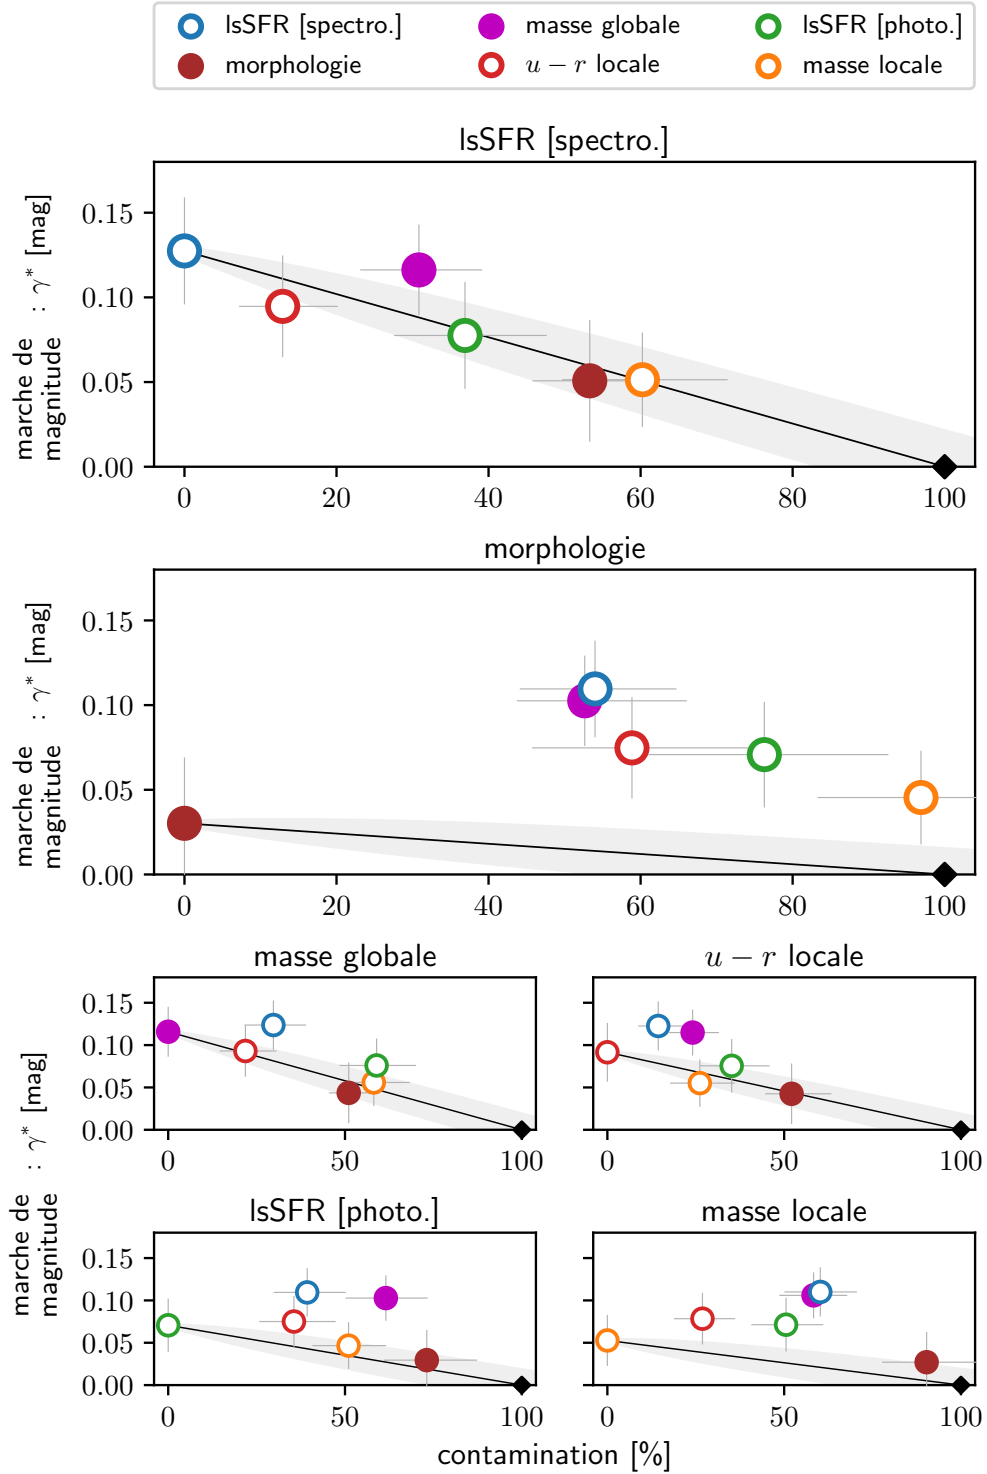 lsSFR [spectro.] masse globale lsSFR [photo.]
morphologie u − r locale masse locale
lsSFR [spectro.]
marche de magnitude : γ* [mag]
0.15
0.10
0.05
0.00
0 20 40 60 80 100
morphologie
marche de magnitude : γ* [mag]
0.15
0.10
0.05
0.00
0 20 40 60 80 100
masse globale
u − r locale
marche de magnitude : γ* [mag]
0.15
0.10
0.05
0.00
0 50 100
0 50 100
lsSFR [photo.]
masse locale
0.15
0.10
0.05
0.00
0 50 100
0 50 100
contamination [%]